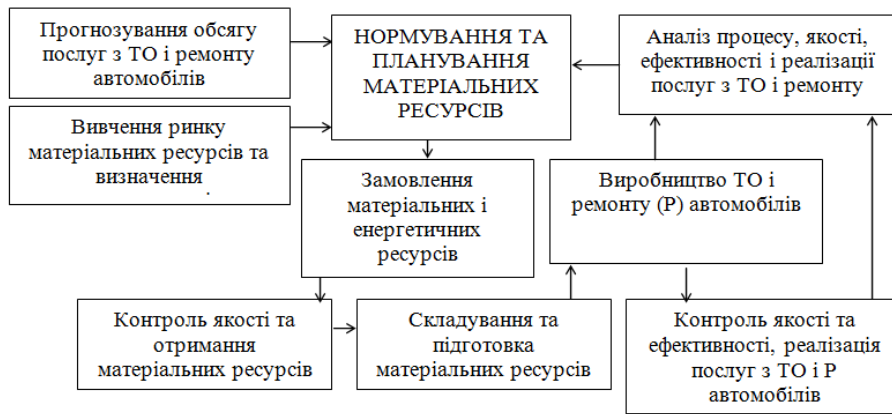 Прогнозування обсягу
послуг з ТО і ремонту
автомобілів
НОРМУВАННЯ ТА
ПЛАНУВАННЯ
МАТЕРІАЛЬНИХ
РЕСУРСІВ
Аналіз процесу, якості,
ефективності і реалізації
послуг з ТО і ремонту
Вивчення ринку
матеріальних ресурсів та
визначення
.
Замовлення
матеріальних і
енергетичних
ресурсів
Виробництво ТО і
ремонту (Р) автомобілів
Контроль якості та
отримання
матеріальних ресурсів
Складування та
підготовка
матеріальних ресурсів
Контроль якості та
ефективності, реалізація
послуг з ТО і Р
автомобілів